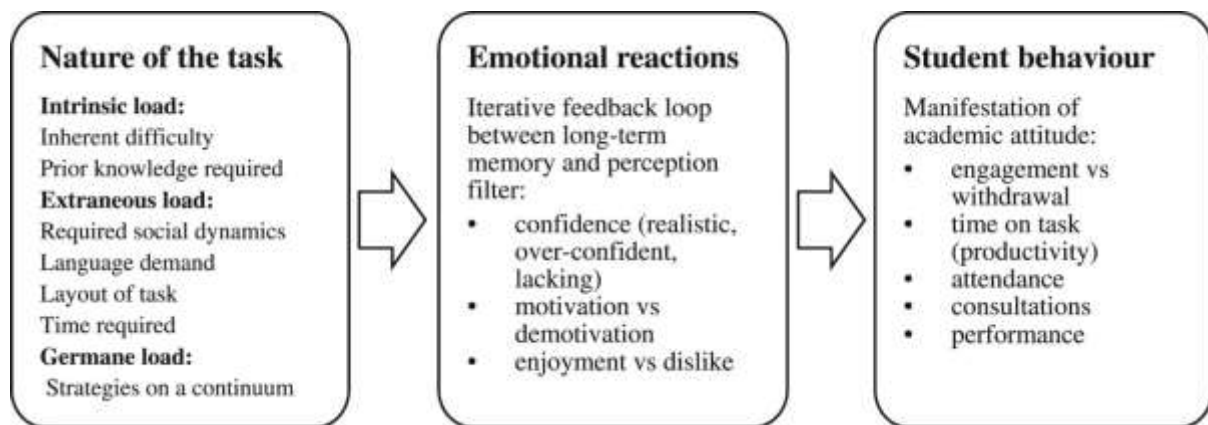 Nature of the task
Intrinsic load:
Inherent difficulty
Prior knowledge required
Extraneous load:
Required social dynamics
Language demand
Layout of task
Time required
Germane load:
Strategies on a continuum
Emotional reactions
Iterative feedback loop
between long-term
memory and perception
filter:
• confidence (realistic,
over-confident,
lacking)
• motivation vs
demotivation
• enjoyment vs dislike
Student behaviour
Manifestation of
academic attitude:
• engagement vs
withdrawal
• time on task
(productivity)
• attendance
• consultations
• performance